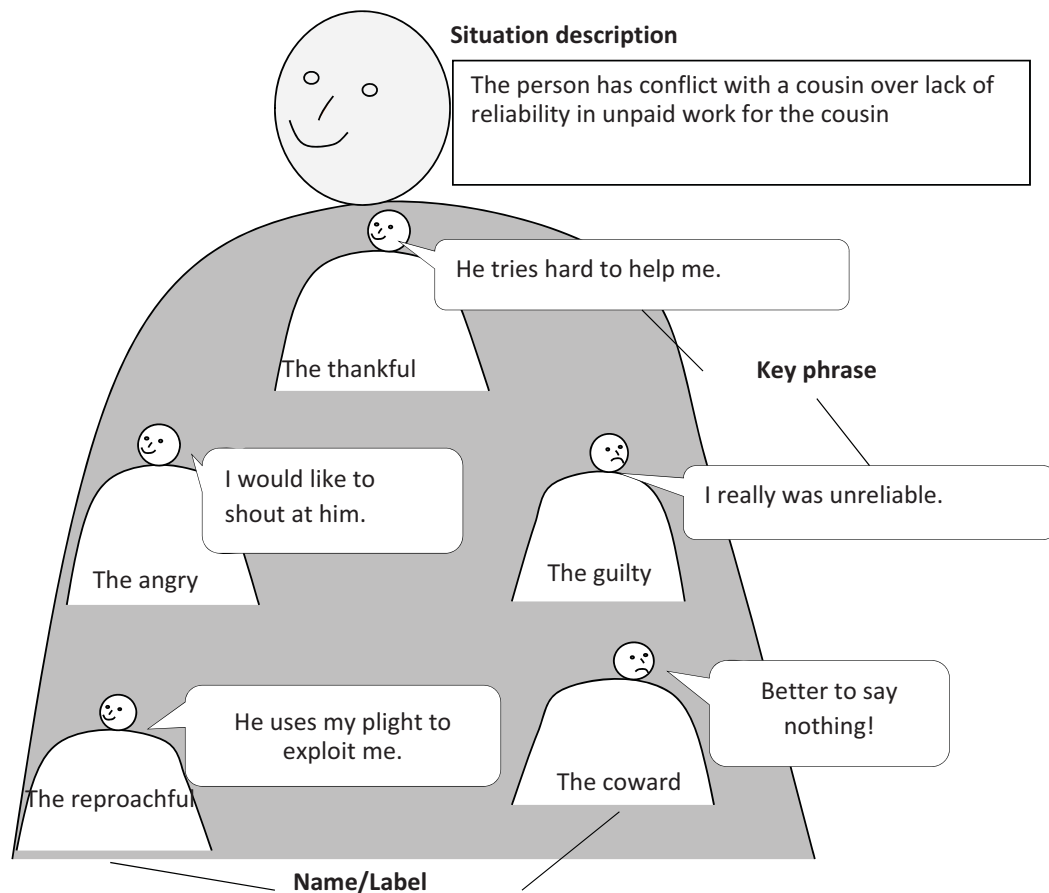 Situation description
The person has conflict with a cousin over lack of
reliability in unpaid work for the cousin
He tries hard to help me.
The thankful
Key phrase
I would like to
shout at him.
I really was unreliable.
The angry
The guilty
Better to say
nothing!
He uses my plight to
exploit me.
The coward
The reproachful
Name/Label